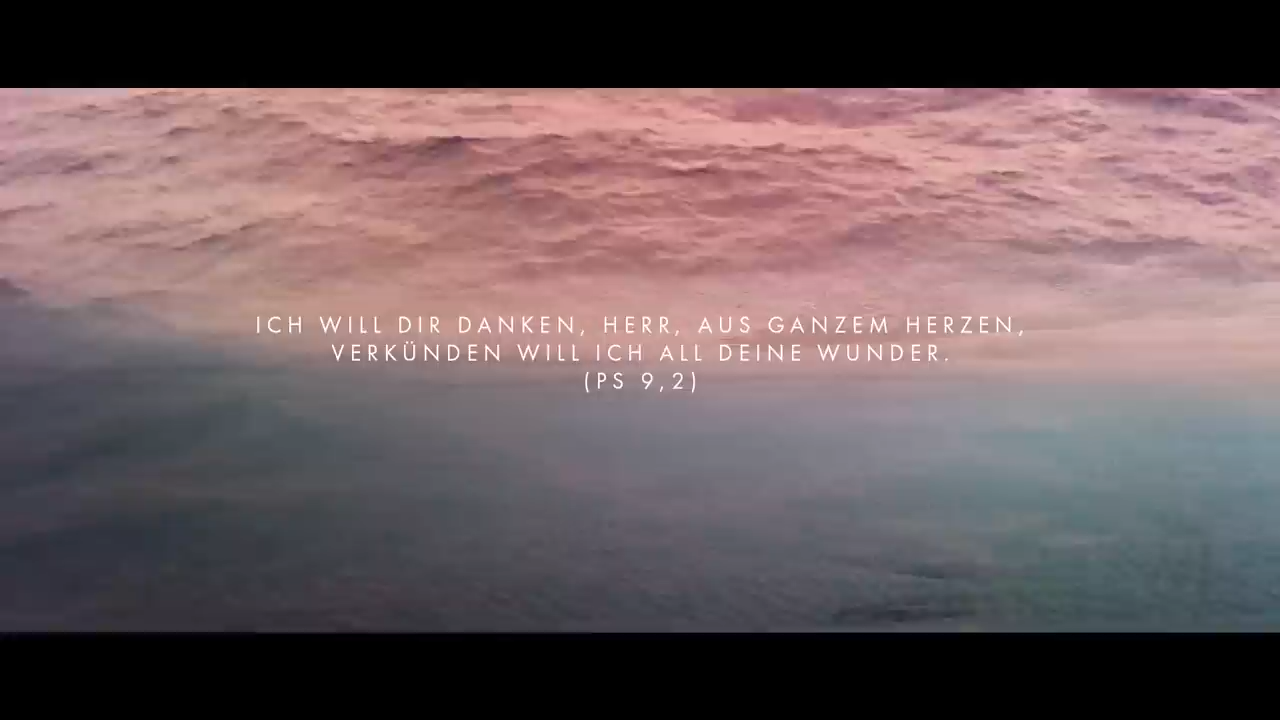 ICH WILL DIR DANKEN, HERR, AUS GANZEM HERZEN,
VERKÜNDEN WILL ICH ALL DEINE WUNDER.
(PS 9,2)